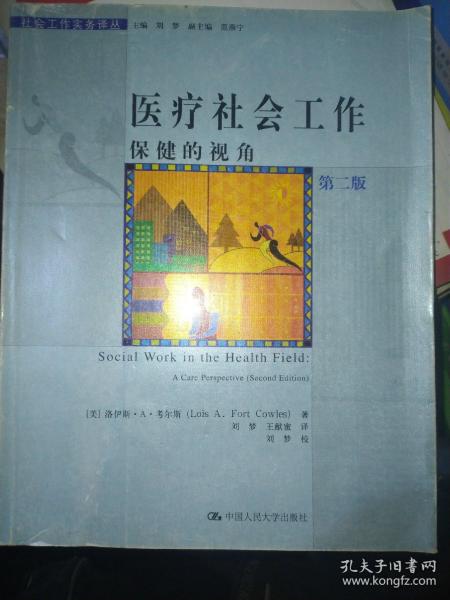 社会工作实务译丛 主编 刘 梦 副主编 范燕宁
医疗社会工作
保健的视角
第二版
Social Work in the Health Field:
A Care Perspective (Second Edition)
[美] 洛伊斯·A·考尔斯 (Lois A. Fort Cowles) 著
刘 梦 王献蜜 译
刘 梦 校
中国人民大学出版社
孔夫子旧书网
www.kongfz.com